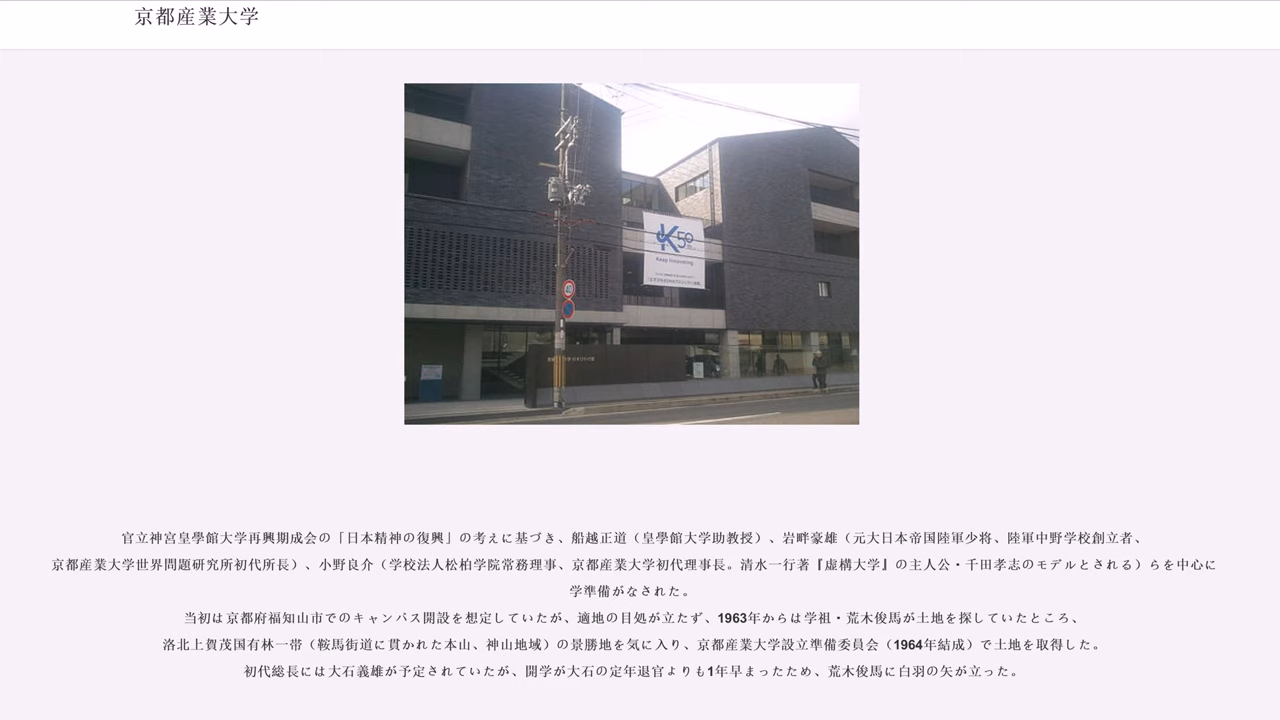 京都産業大学
K50
th
Keep Innovating.
40
官立神宮皇學館大学再興期成会の「日本精神の復興」の考えに基づき、船越正道（皇學館大学助教授）、岩畔豪雄（元大日本帝国陸軍少将、陸軍中野学校創立者、
京都産業大学世界問題研究所初代所長）、小野良介（学校法人松柏学院常務理事、京都産業大学初代理事長。清水一行著『虚構大学』の主人公・千田孝志のモデルとされる）らを中心に
学準備がなされた。
当初は京都府福知山市でのキャンパス開設を想定していたが、適地の目処が立たず、1963年からは学祖・荒木俊馬が土地を探していたところ、
洛北上賀茂国有林一帯（鞍馬街道に貫かれた本山、神山地域）の景勝地を気に入り、京都産業大学設立準備委員会（1964年結成）で土地を取得した。
初代総長には大石義雄が予定されていたが、開学が大石の定年退官よりも1年早まったため、荒木俊馬に白羽の矢が立った。